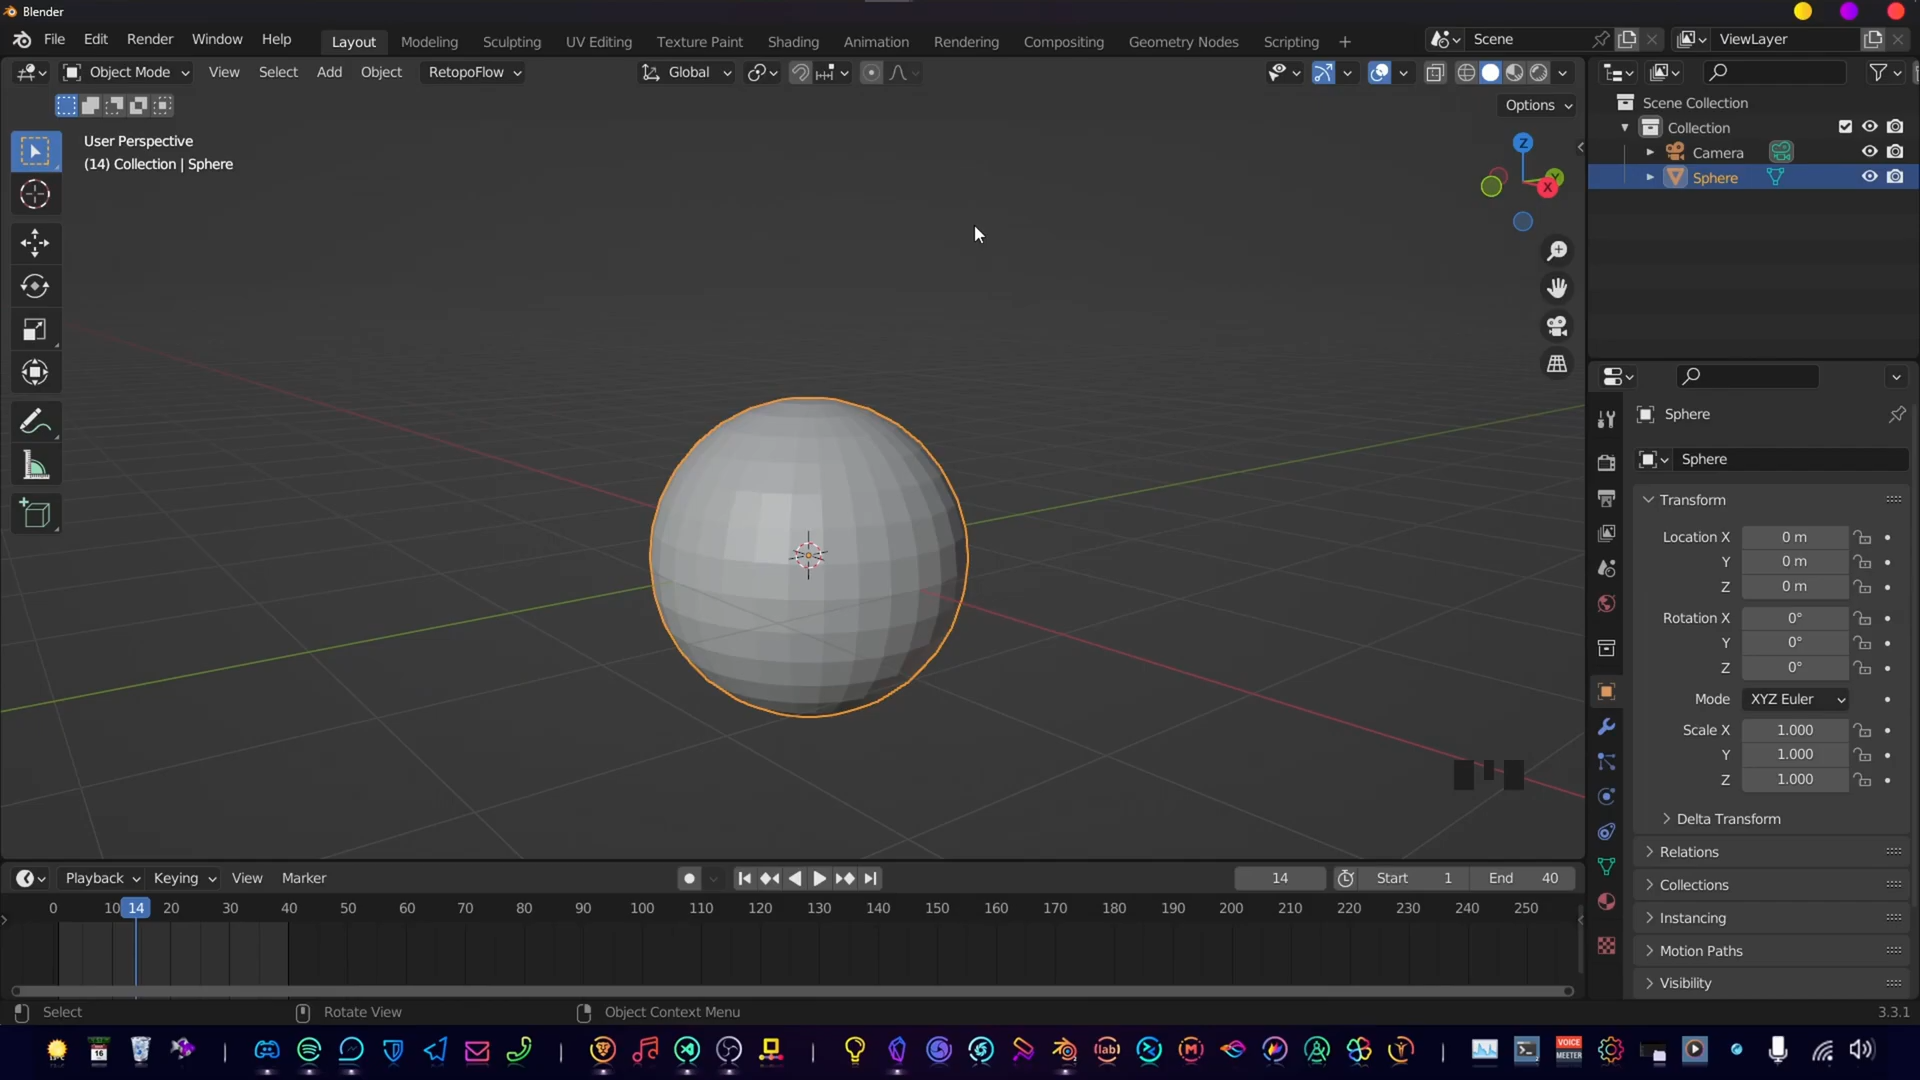 Blender
File Edit Render Window Help Layout Modeling Sculpting UV Editing Texture Paint Shading Animation Rendering Compositing Geometry Nodes Scripting + Scene ViewLayer
Object Mode View Select Add Object RetopoFlow Global
Options
User Perspective
(14) Collection | Sphere
Z
Y
X
Scene Collection
Collection
Camera
Sphere
Sphere
Sphere
Transform
Location X 0 m
Y 0 m
Z 0 m
Rotation X 0°
Y 0°
Z 0°
Mode XYZ Euler
Scale X 1.000
Y 1.000
Z 1.000
Delta Transform
Relations
Collections
Instancing
Motion Paths
Visibility
Playback Keying View Marker 14 Start 1 End 40
0 10 14 20 30 40 50 60 70 80 90 100 110 120 130 140 150 160 170 180 190 200 210 220 230 240 250
Select Rotate View Object Context Menu 3.3.1
16 lab VOICE
MEETER